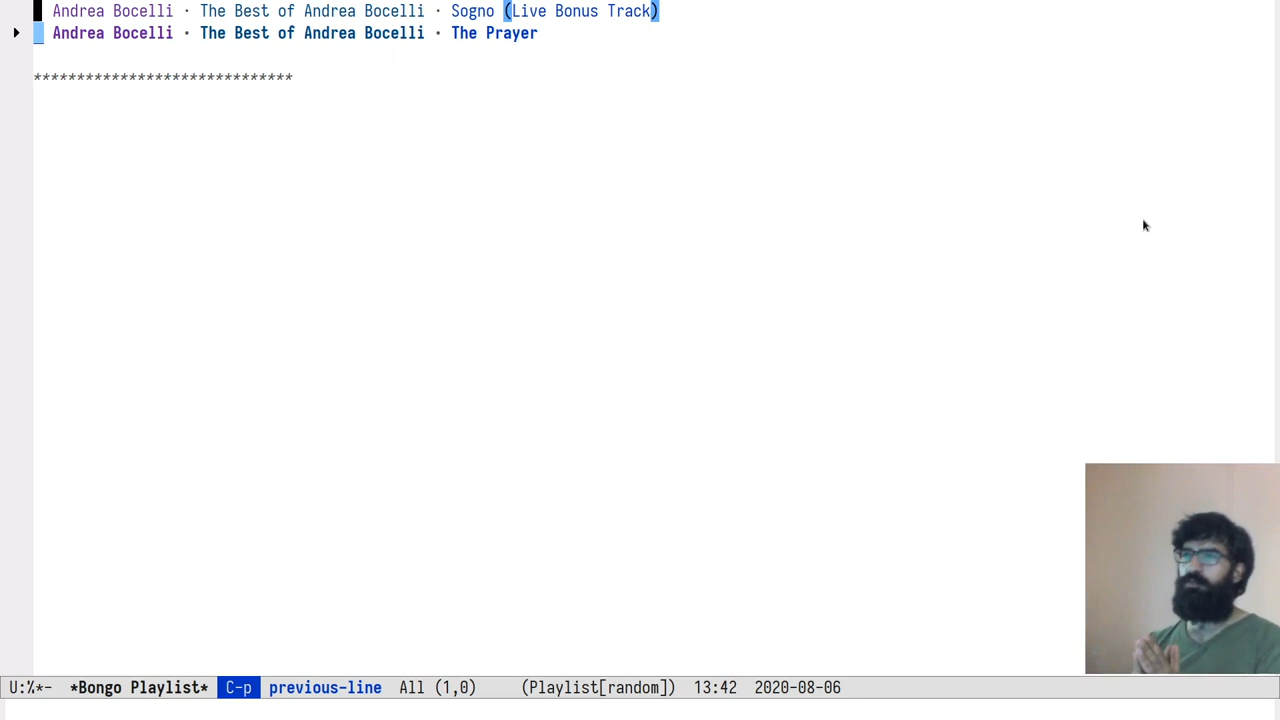 Andrea Bocelli · The Best of Andrea Bocelli · Sogno (Live Bonus Track)
Andrea Bocelli · The Best of Andrea Bocelli · The Prayer
******************************
U:%*- *Bongo Playlist* C-p previous-line All (1,0) (Playlist[random]) 13:42 2020-08-06